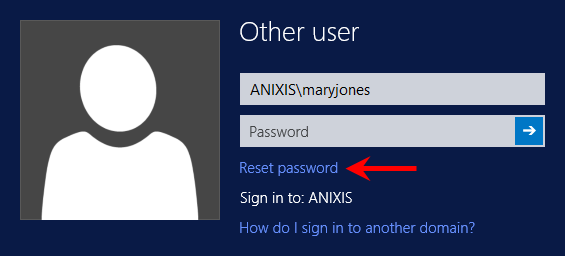 Other user
ANIXIS\maryjones
Password
Reset password
Sign in to: ANIXIS
How do I sign in to another domain?